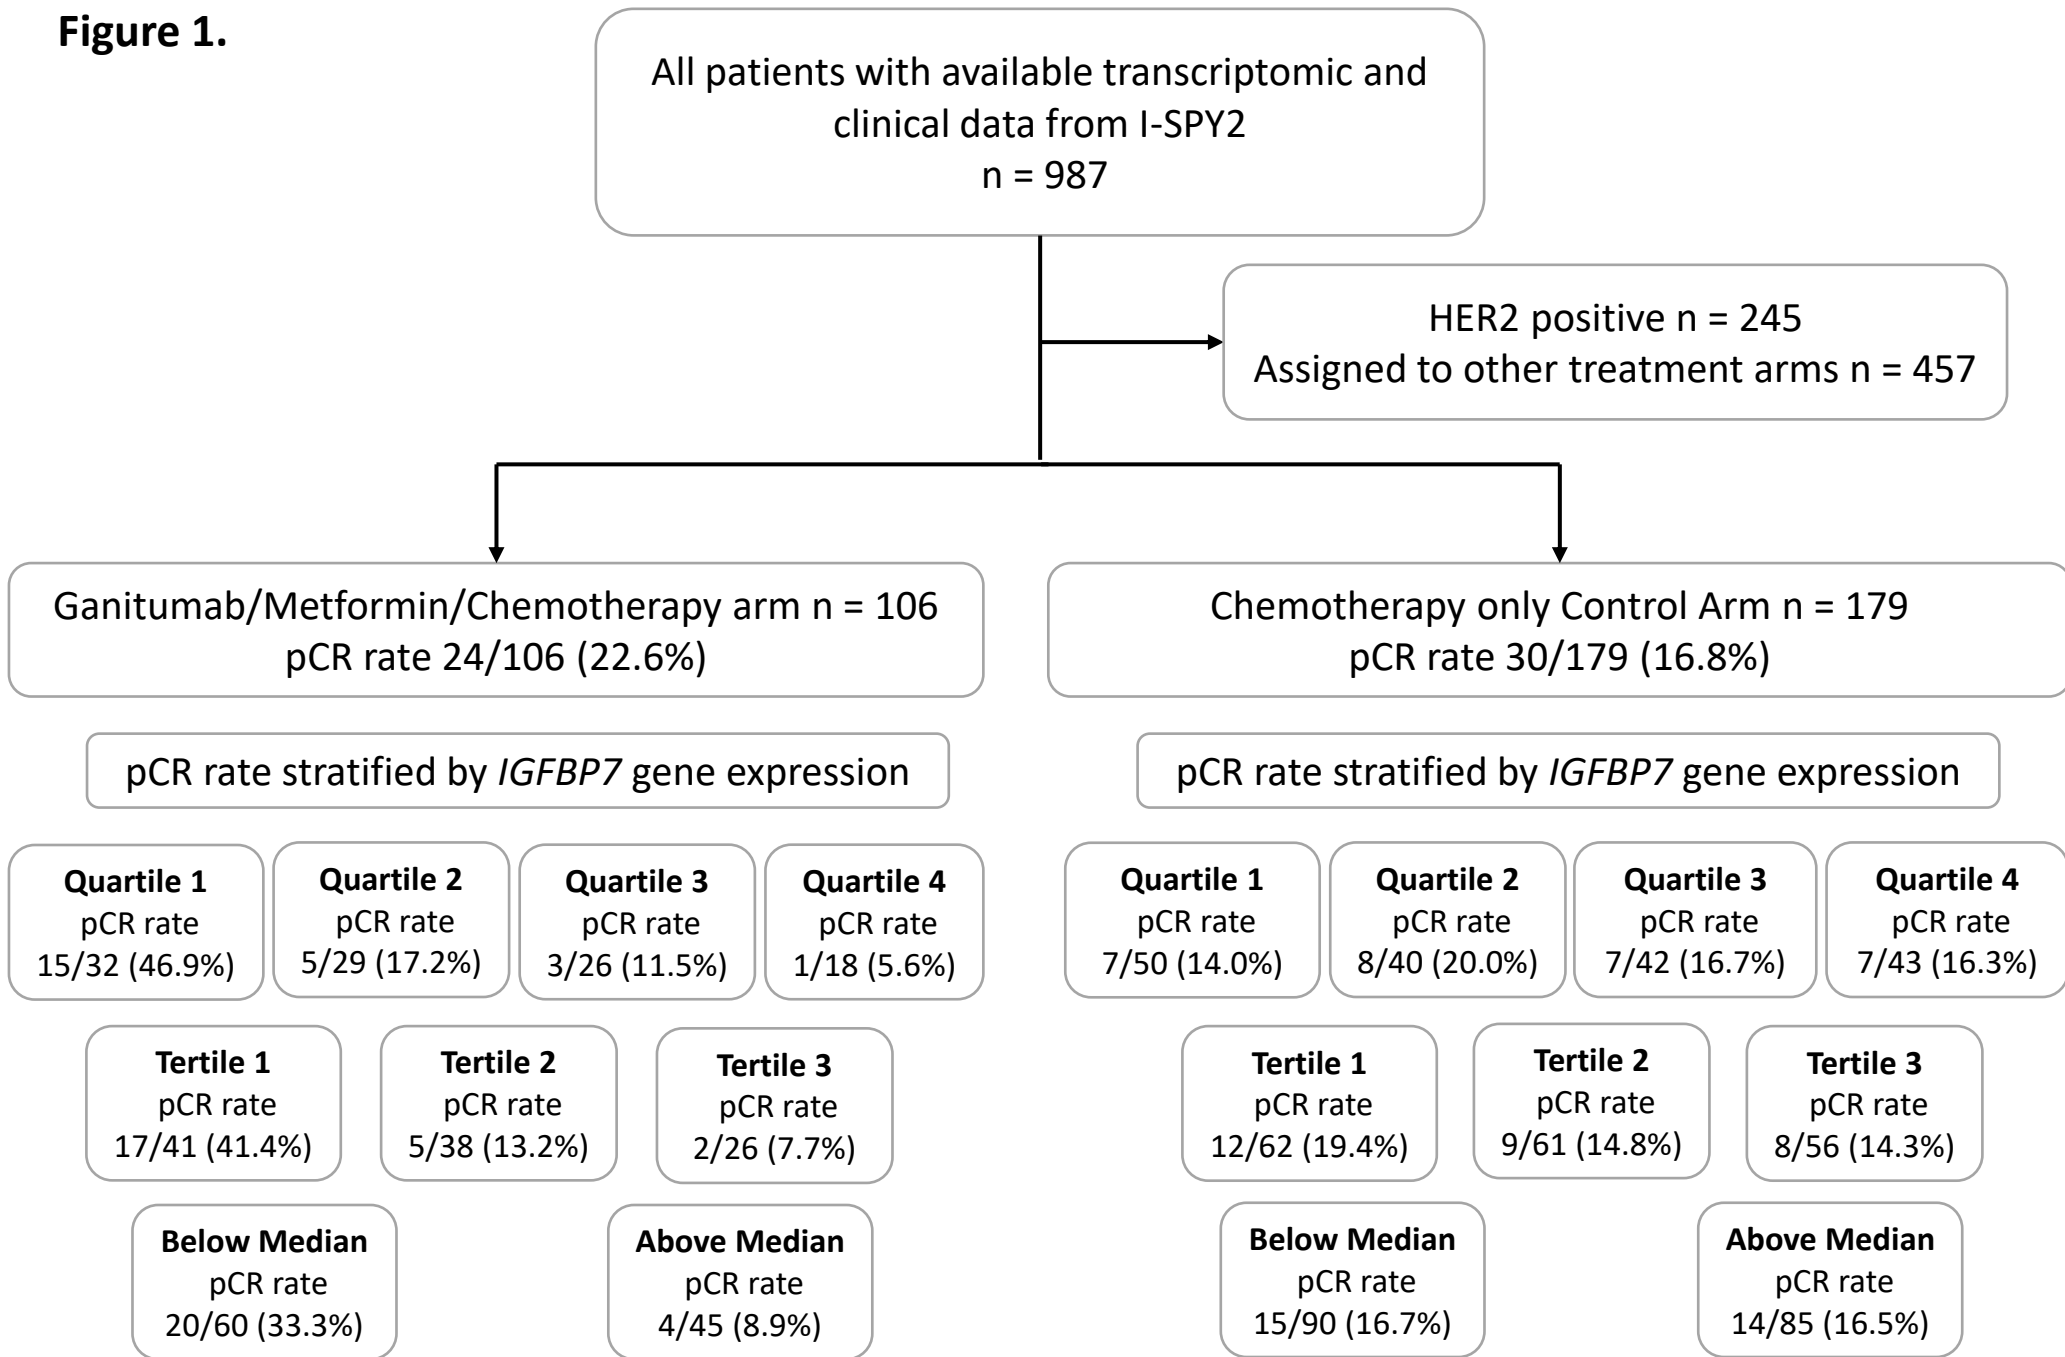 Figure 1.
All patients with available transcriptomic and
clinical data from I-SPY2
n = 987
HER2 positive n = 245
Assigned to other treatment arms n = 457
Ganitumab/Metformin/Chemotherapy arm n = 106
pCR rate 24/106 (22.6%)
Chemotherapy only Control Arm n = 179
pCR rate 30/179 (16.8%)
pCR rate stratified by IGFBP7 gene expression
pCR rate stratified by IGFBP7 gene expression
Quartile 1
pCR rate
15/32 (46.9%)
Quartile 2
pCR rate
5/29 (17.2%)
Quartile 3
pCR rate
3/26 (11.5%)
Quartile 4
pCR rate
1/18 (5.6%)
Quartile 1
pCR rate
7/50 (14.0%)
Quartile 2
pCR rate
8/40 (20.0%)
Quartile 3
pCR rate
7/42 (16.7%)
Quartile 4
pCR rate
7/43 (16.3%)
Tertile 1
pCR rate
17/41 (41.4%)
Tertile 2
pCR rate
5/38 (13.2%)
Tertile 3
pCR rate
2/26 (7.7%)
Tertile 1
pCR rate
12/62 (19.4%)
Tertile 2
pCR rate
9/61 (14.8%)
Tertile 3
pCR rate
8/56 (14.3%)
Below Median
pCR rate
20/60 (33.3%)
Above Median
pCR rate
4/45 (8.9%)
Below Median
pCR rate
15/90 (16.7%)
Above Median
pCR rate
14/85 (16.5%)